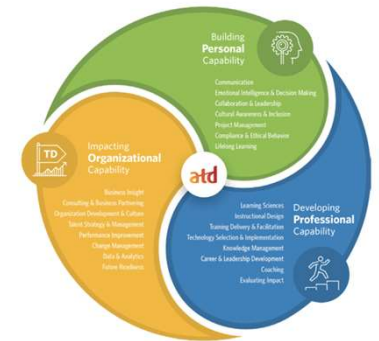 Building
Personal
Capability
Communication
Emotional Intelligence & Decision Making
Collaboration & Leadership
Cultural Awareness & Inclusion
Project Management
Compliance & Ethical Behavior
Lifelong Learning
TD
Impacting
Organizational
Capability
Business Insight
Consulting & Business Partnering
Organization Development & Culture
Talent Strategy & Management
Performance Improvement
Change Management
Data & Analytics
Future Readiness
atd
Developing
Professional
Capability
Learning Sciences
Instructional Design
Training Delivery & Facilitation
Technology Selection & Implementation
Knowledge Management
Career & Leadership Development
Coaching
Evaluating Impact